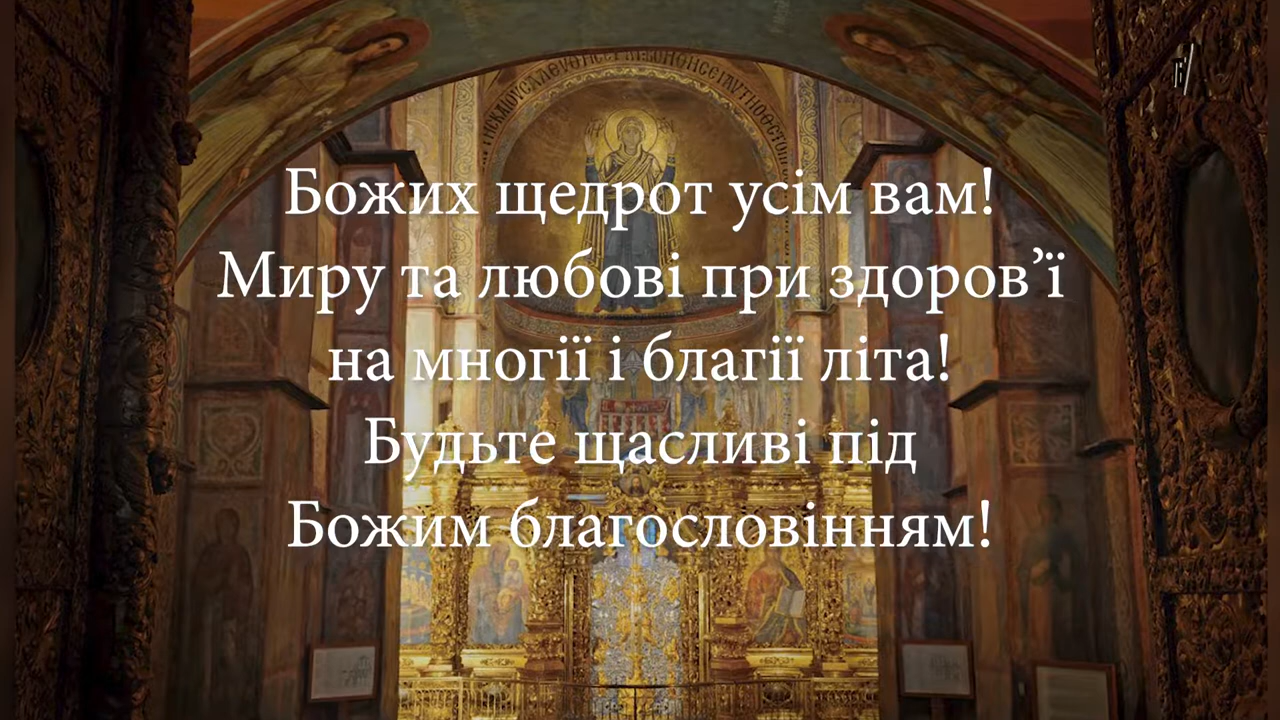 Божих щедрот усім вам!
Миру та любові при здоров’ї
на многії і благії літа!
Будьте щасливі під
Божим благословінням!